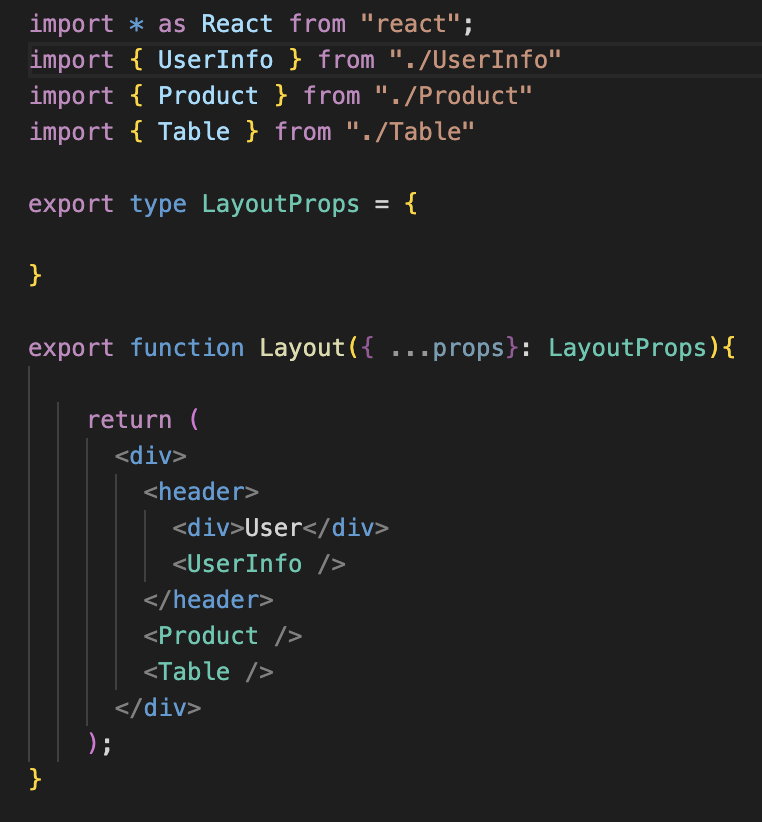 import * as React from "react";
import { UserInfo } from "./UserInfo"
import { Product } from "./Product"
import { Table } from "./Table"
export type LayoutProps = {
}
export function Layout({ ...props}: LayoutProps){
return (
<div>
<header>
<div>User</div>
<UserInfo />
</header>
<Product />
<Table />
</div>
);
}